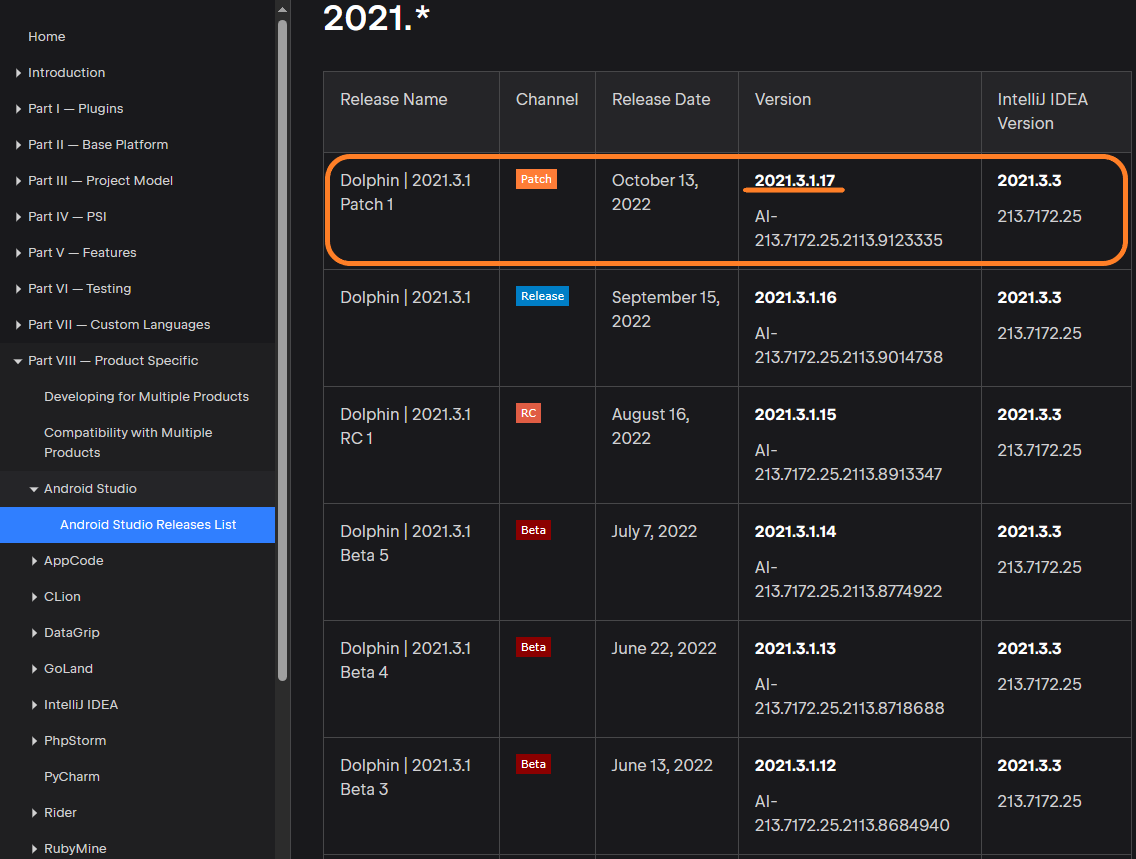 Home
Introduction
Part I — Plugins
Part II — Base Platform
Part III — Project Model
Part IV — PSI
Part V — Features
Part VI — Testing
Part VII — Custom Languages
Part VIII — Product Specific
Developing for Multiple Products
Compatibility with Multiple
Products
Android Studio
Android Studio Releases List
AppCode
CLion
DataGrip
GoLand
IntelliJ IDEA
PhpStorm
PyCharm
Rider
RubyMine
2021.*
Release Name Channel Release Date Version IntelliJ IDEA
Version
Dolphin | 2021.3.1 Patch October 13, 2021.3.1.17 2021.3.3
Patch 1 2022 AI- 213.7172.25
213.7172.25.2113.9123335
Dolphin | 2021.3.1 Release September 15, 2021.3.1.16 2021.3.3
2022 AI- 213.7172.25
213.7172.25.2113.9014738
Dolphin | 2021.3.1 RC August 16, 2021.3.1.15 2021.3.3
RC 1 2022 AI- 213.7172.25
213.7172.25.2113.8913347
Dolphin | 2021.3.1 Beta July 7, 2022 2021.3.1.14 2021.3.3
Beta 5 AI- 213.7172.25
213.7172.25.2113.8774922
Dolphin | 2021.3.1 Beta June 22, 2022 2021.3.1.13 2021.3.3
Beta 4 AI- 213.7172.25
213.7172.25.2113.8718688
Dolphin | 2021.3.1 Beta June 13, 2022 2021.3.1.12 2021.3.3
Beta 3 AI- 213.7172.25
213.7172.25.2113.8684940